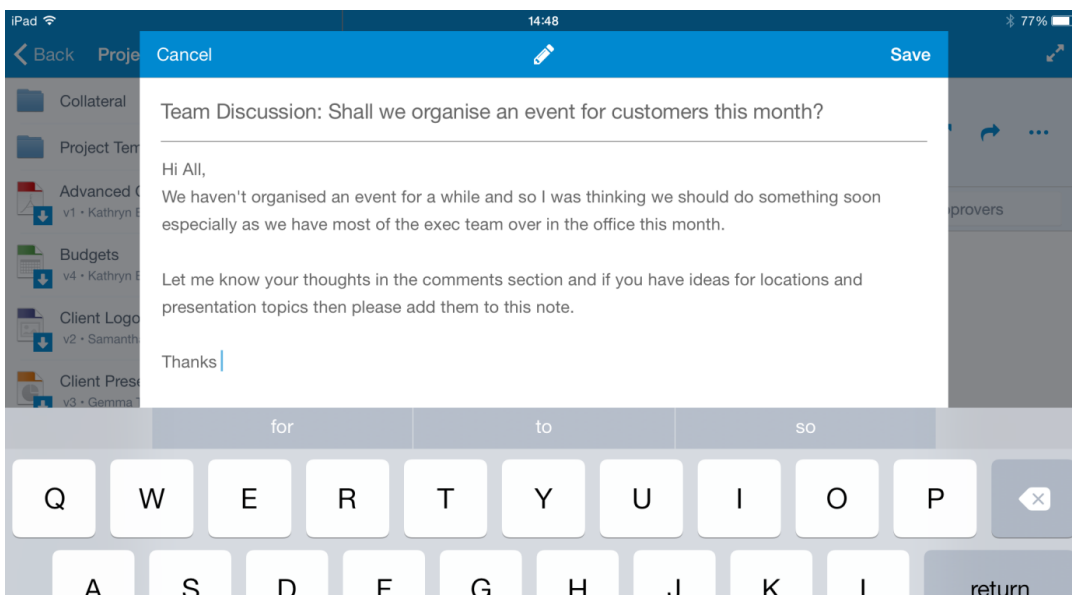 iPad 14:48 77%
Back Proje Cancel Save
Team Discussion: Shall we organise an event for customers this month?
Hi All,
We haven't organised an event for a while and so I was thinking we should do something soon
especially as we have most of the exec team over in the office this month.
Let me know your thoughts in the comments section and if you have ideas for locations and
presentation topics then please add them to this note.
Thanks
Collateral
Project Tem
Advanced
v1 • Kathryn
Budgets
v4 • Kathryn
Client Logo
v2 • Samanth
Client Prese
v3 • Gemma
provers
for to so
Q W E R T Y U I O P
A S D F G H J K L return